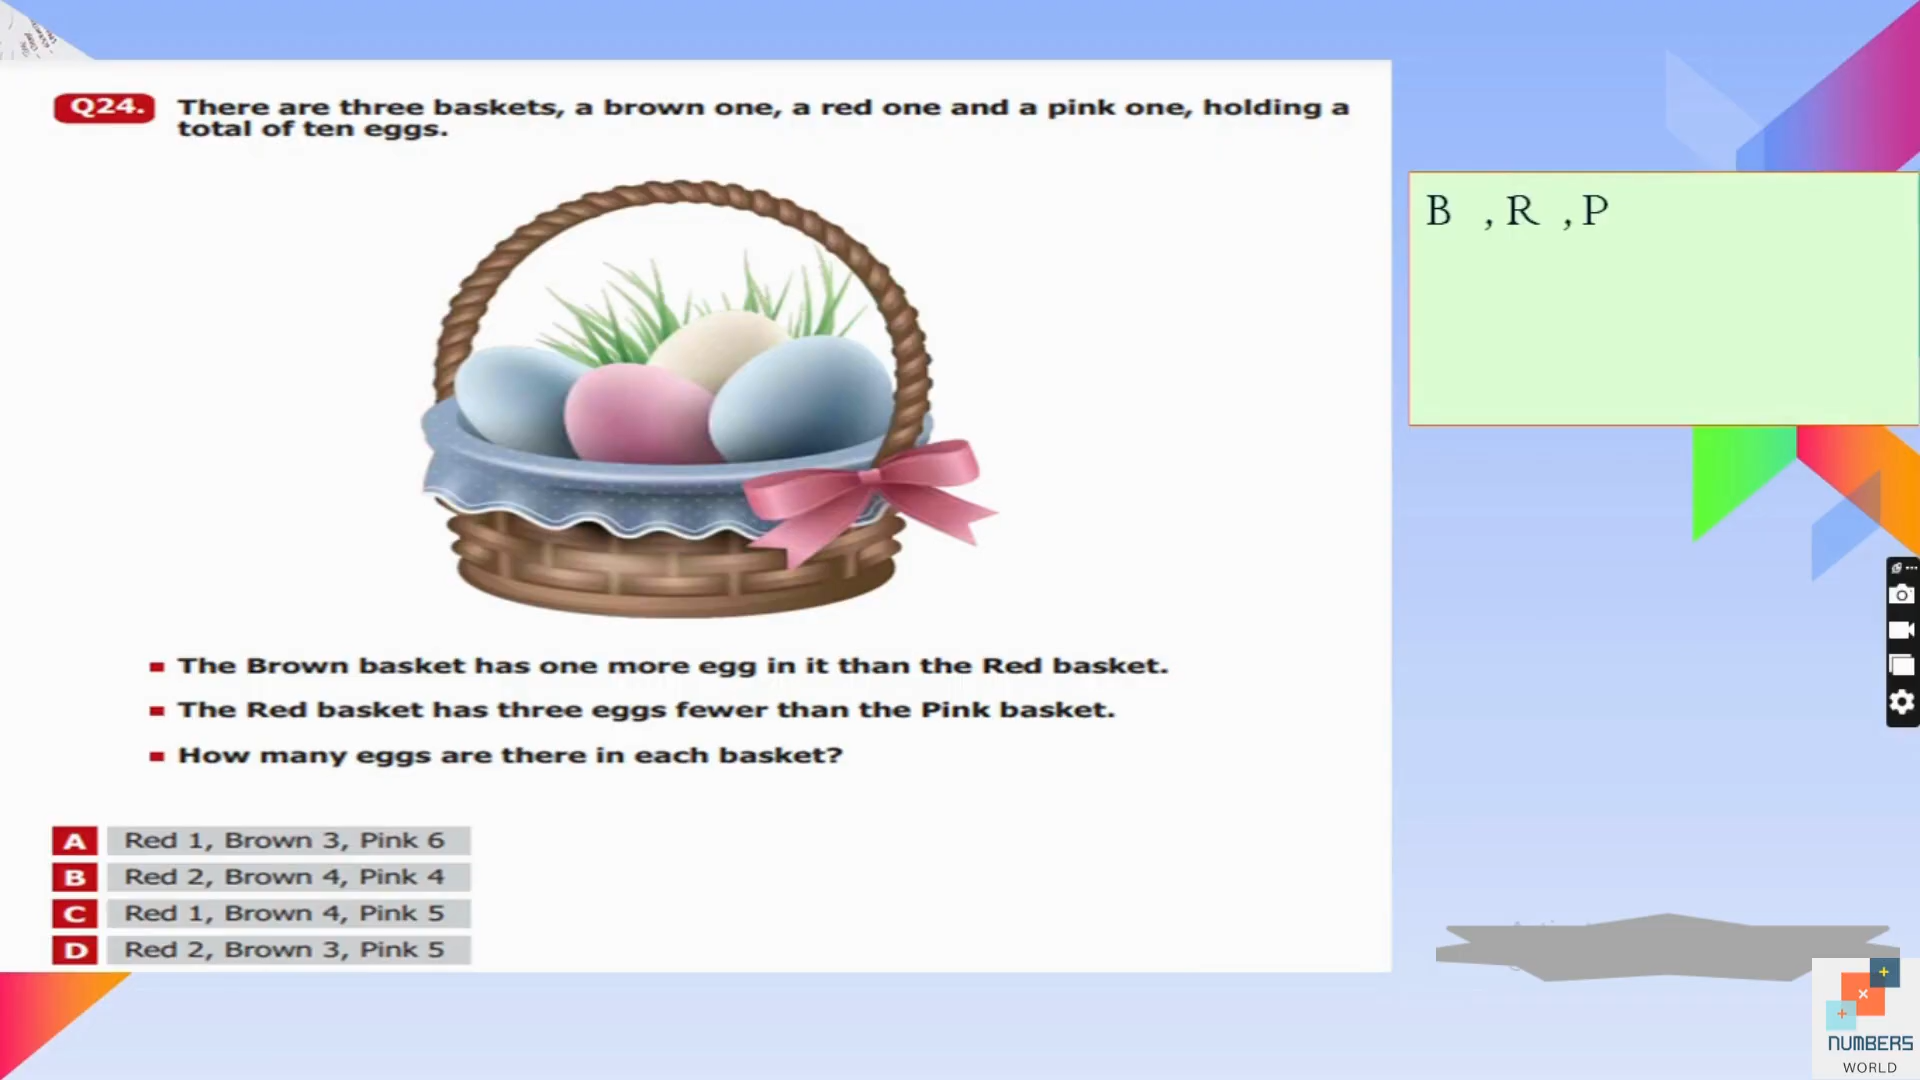 Q24. There are three baskets, a brown one, a red one and a pink one, holding a
total of ten eggs.
B , R , P
The Brown basket has one more egg in it than the Red basket.
The Red basket has three eggs fewer than the Pink basket.
How many eggs are there in each basket?
A Red 1, Brown 3, Pink 6
B Red 2, Brown 4, Pink 4
C Red 1, Brown 4, Pink 5
D Red 2, Brown 3, Pink 5
+
×
+
NUMBERS
WORLD